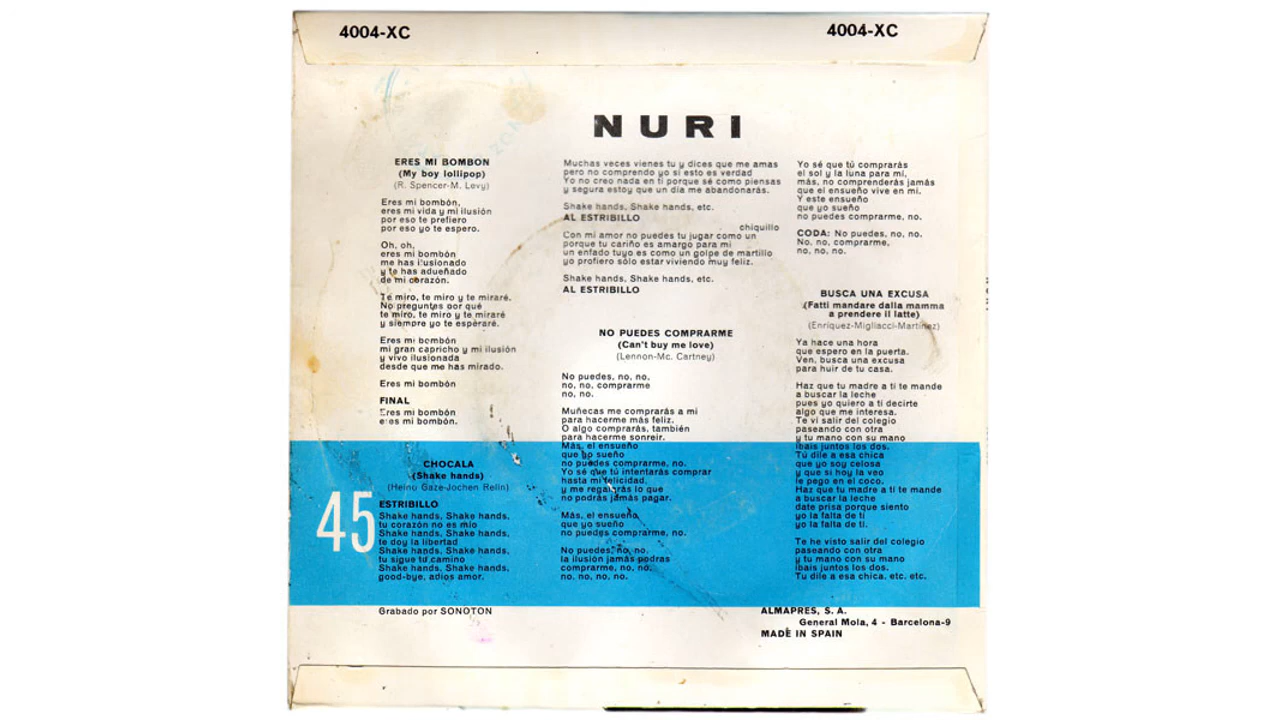 4004-XC
4004-XC
NURI
ERES MI BOMBON
(My boy lollipop)
(R. Spencer-M. Levy)
Eres mi bombón,
eres mi vida y mi ilusión
por eso te prefiero
por eso yo te espero.
Oh, oh,
eres mi bombón
me has ilusionado
y te has adueñado
de mi corazón.
Te miro, te miro y te miraré.
No preguntes por qué
te miro, te miro y te miraré
y siempre yo te esperaré.
Eres mi bombón
mi gran capricho y mi ilusión
y vivo ilusionada
desde que me has mirado.
Eres mi bombón
FINAL
Eres mi bombón
eres mi bombón.
CHOCALA
(Shake hands)
(Heino Gaze-Jochen Relin)
45
ESTRIBILLO
Shake hands, Shake hands,
tu corazón no es mío
Shake hands, Shake hands,
te doy la libertad
Shake hands, Shake hands,
tu sigue tu camino
Shake hands, Shake hands,
good-bye, adios amor.
Grabado por SONOTON
Muchas veces vienes tu y dices que me amas
pero no comprendo yo si esto es verdad
Yo no creo nada en ti porque sé como piensas
y segura estoy que un día me abandonarás.
Shake hands, Shake hands, etc.
AL ESTRIBILLO
chiquillo
Con mi amor no puedes tu jugar como un
porque tu cariño es amargo para mi
un enfado tuyo es como un golpe de martillo
yo profiero sólo estar viviendo muy feliz.
Shake hands, Shake hands, etc.
AL ESTRIBILLO
NO PUEDES COMPRARME
(Can't buy me love)
(Lennon-Mc. Cartney)
No puedes, no, no,
no, no, comprarme
no, no.
Muñecas me comprarás a mi
para hacerme más feliz.
O algo comprarás, también
para hacerme sonreir.
Más, el ensueño
que yo sueño
no puedes comprarme, no.
Yo sé que tú intentarás comprar
hasta mi felicidad,
y me regalarás lo que
no podrás jamás pagar.
Más, el ensueño,
que yo sueño
no puedes comprarme, no.
No puedes, no, no,
la ilusión jamás podras
comprarme, no, no,
no, no, no, no.
Yo sé que tú comprarás
el sol y la luna para mi,
más, no comprenderás jamás
que el ensueño vive en mi.
Y este ensueño
que yo sueño
no puedes comprarme, no.
CODA: No puedes, no, no.
No, no, comprarme,
no, no, no.
BUSCA UNA EXCUSA
(Fatti mandare dalla mamma
a prendere il latte)
(Enriquez-Migliacci-Martinez)
Ya hace una hora
que espero en la puerta.
Ven, busca una excusa
para huir de tu casa.
Haz que tu madre a ti te mande
a buscar la leche
pues yo quiero a ti decirte
algo que me interesa.
Te vi salir del colegio
paseando con otra
y tu mano con su mano
ibais juntos los dos.
Tú dile a esa chica
que yo soy celosa
y que si hoy la veo
le pego en el coco.
Haz que tu madre a ti te mande
a buscar la leche
date prisa porque siento
yo la falta de ti
yo la falta de ti.
Te he visto salir del colegio
paseando con otra
y tu mano con su mano
ibais juntos los dos.
Tu dile a esa chica, etc. etc.
ALMAPRES, S. A.
General Mola, 4 - Barcelona-9
MADE IN SPAIN